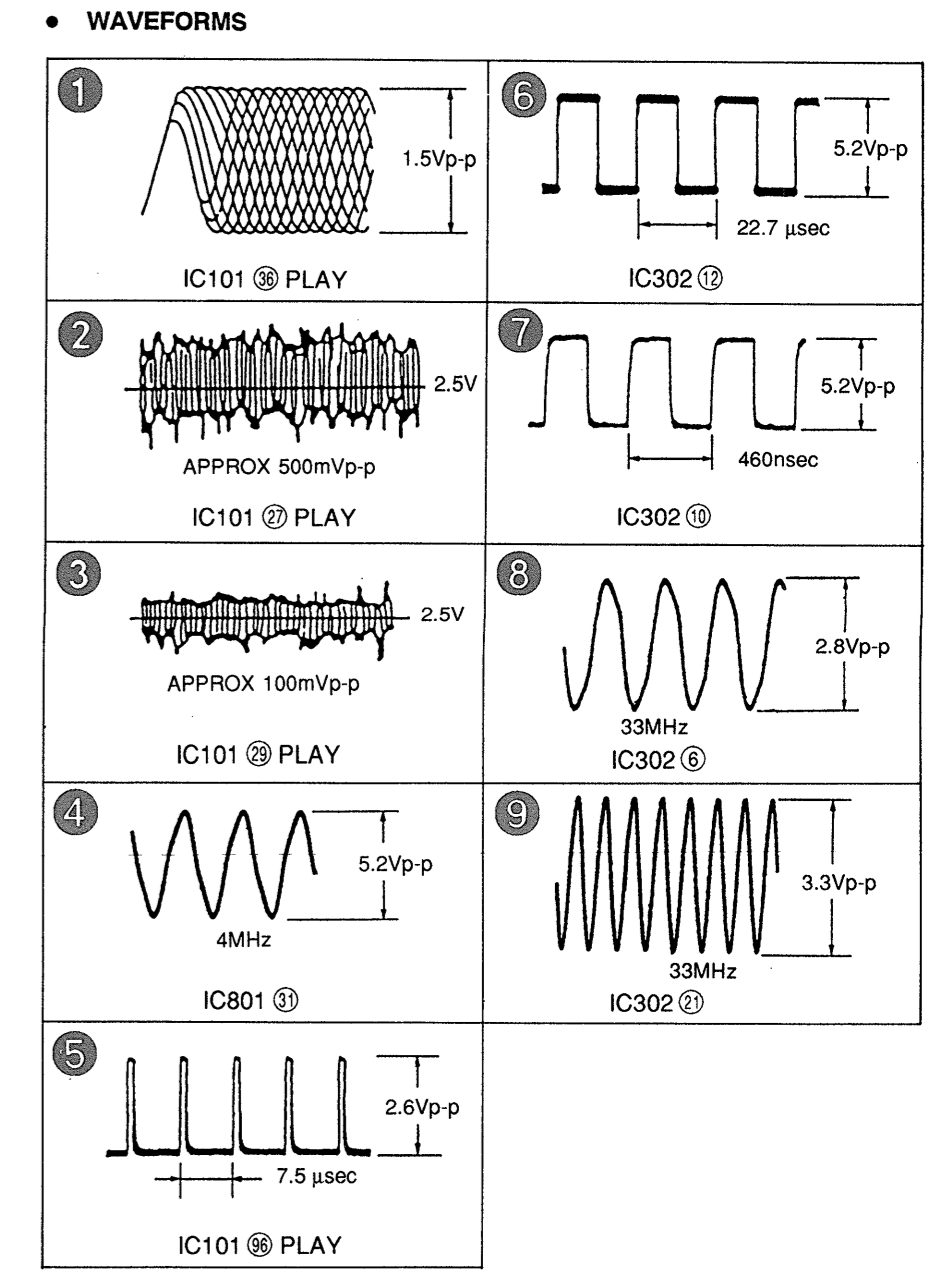 ● WAVEFORMS
1
1.5Vp-p
IC101 ㊱ PLAY
2
2.5V
APPROX 500mVp-p
IC101 ㉗ PLAY
3
2.5V
APPROX 100mVp-p
IC101 ㉙ PLAY
4
5.2Vp-p
4MHz
IC801 ㉛
5
2.6Vp-p
7.5 μsec
IC101 96 PLAY
6
5.2Vp-p
22.7 μsec
IC302 ⑫
7
5.2Vp-p
460nsec
IC302 ⑩
8
2.8Vp-p
33MHz
IC302 ⑥
9
3.3Vp-p
33MHz
IC302 ㉑